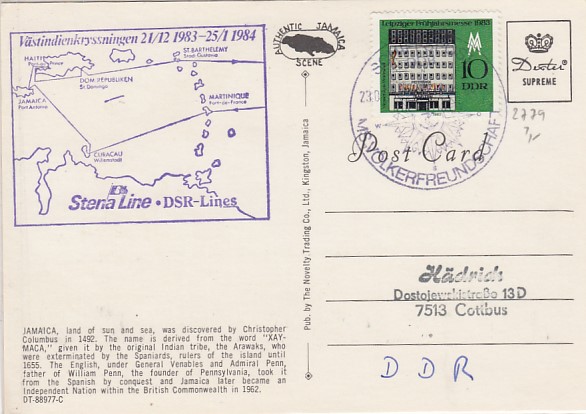 Västindienkryssningen 21/12 1983-25/1 1984
HAITI
Port-au-Prince
ST.BARTHELEMY
Saint Gustavia
DOM REPUBLIKEN
St. Domingo
JAMAICA
Port Antonio
MARTINIQUE
Fort-de-France
CURACAU
Willemstad
Stena Line • DSR-Lines
AUTHENTIC JAMAICA
SCENE
Leipziger Frühjahrsmesse 1983
10
DDR
23.0
MS VÖLKERFREUNDSCHAFT
Dexter
SUPREME
2779
Post Card
Pub. by The Novelty Trading Co., Ltd., Kingston, Jamaica
Hädrich
Dostojewskistraße 13D
7513 Cottbus
DDR
JAMAICA, land of sun and sea, was discovered by Christopher
Columbus in 1492. The name is derived from the word "XAY-
MACA," given it by the original Indian tribe, the Arawaks, who
were exterminated by the Spaniards, rulers of the island until
1655. The English, under General Venables and Admiral Penn,
father of William Penn, the founder of Pennsylvania, took it
from the Spanish by conquest and Jamaica later became an
Independent Nation within the British Commonwealth in 1962.
DT-88977-C